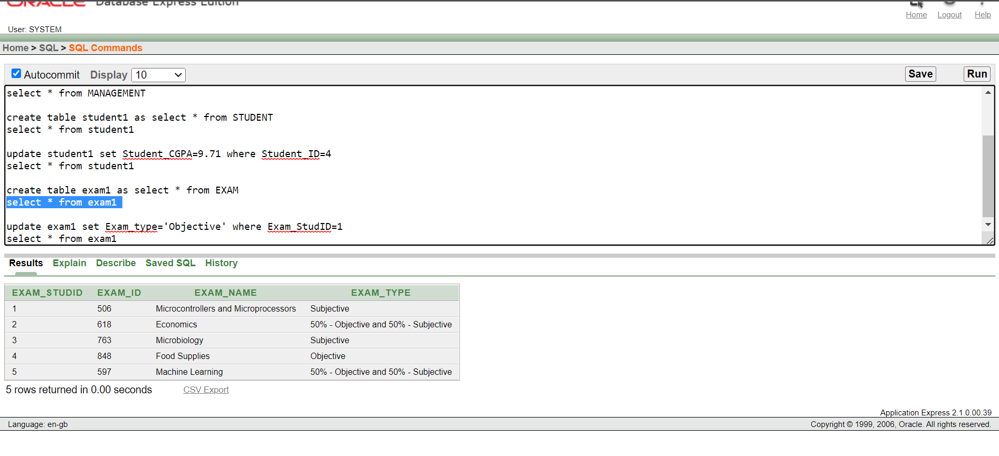 ORACLE Database Express Edition
Home Logout Help
User: SYSTEM
Home > SQL > SQL Commands
Autocommit Display 10 Save Run
select * from MANAGEMENT
create table student1 as select * from STUDENT
select * from student1
update student1 set Student_CGPA=9.71 where Student_ID=4
select * from student1
create table exam1 as select * from EXAM
select * from exam1
update exam1 set Exam_type='Objective' where Exam_StudID=1
select * from exam1
Results Explain Describe Saved SQL History
EXAM_STUDID EXAM_ID EXAM_NAME EXAM_TYPE
1 506 Microcontrollers and Microprocessors Subjective
2 618 Economics 50% - Objective and 50% - Subjective
3 763 Microbiology Subjective
4 848 Food Supplies Objective
5 597 Machine Learning 50% - Objective and 50% - Subjective
5 rows returned in 0.00 seconds CSV Export
Application Express 2.1.0.00.39
Language: en-gb Copyright © 1999, 2006, Oracle. All rights reserved.